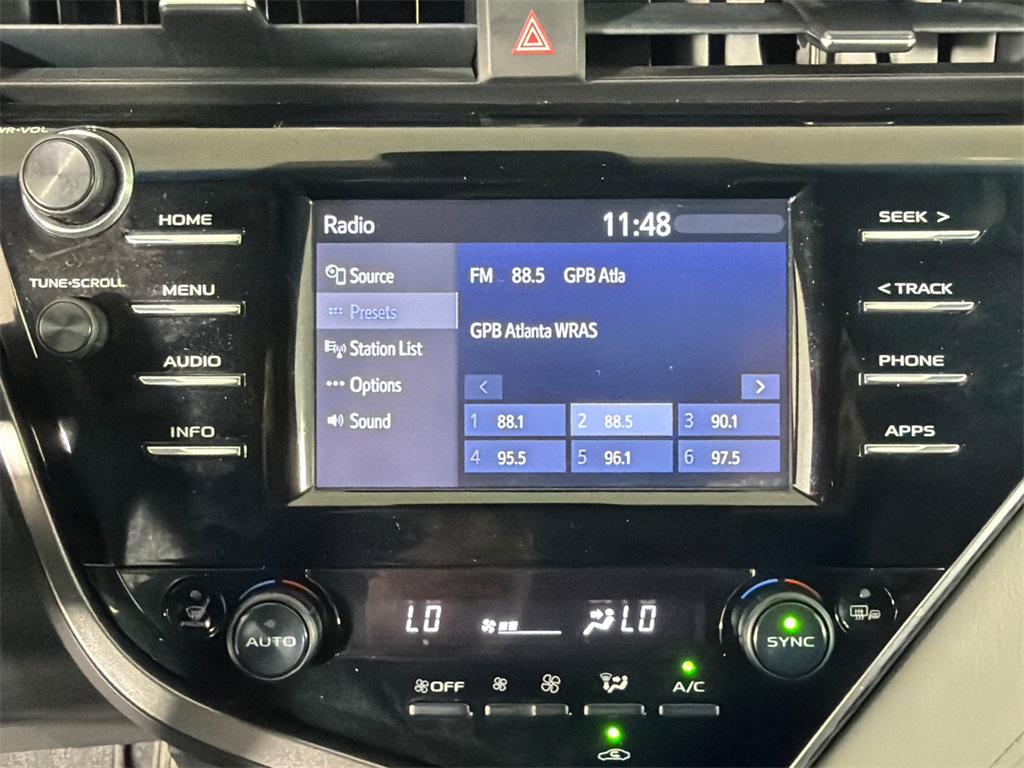 WR•VOL
HOME
TUNE•SCROLL
MENU
AUDIO
INFO
Radio 11:48
Source
Presets
Station List
Options
Sound
FM 88.5 GPB Atla
GPB Atlanta WRAS
< >
1 88.1 2 88.5 3 90.1
4 95.5 5 96.1 6 97.5
SEEK >
< TRACK
PHONE
APPS
AUTO
LO LO
SYNC
OFF
A/C